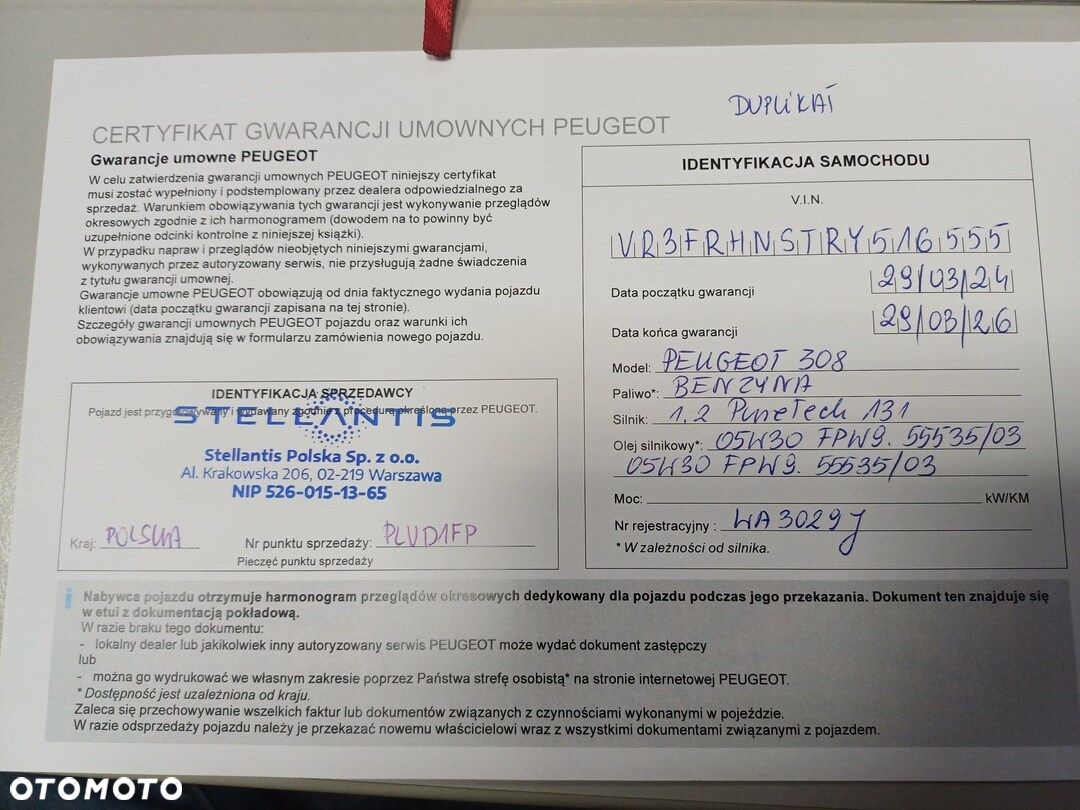 DUPLIKAT
CERTYFIKAT GWARANCJI UMOWNYCH PEUGEOT
Gwarancje umowne PEUGEOT
W celu zatwierdzenia gwarancji umownych PEUGEOT niniejszy certyfikat
musi zostać wypełniony i podstemplowany przez dealera odpowiedzialnego za
sprzedaż. Warunkiem obowiązywania tych gwarancji jest wykonywanie przeglądów
okresowych zgodnie z ich harmonogramem (dowodem na to powinny być
uzupełnione odcinki kontrolne z niniejszej książki).
W przypadku napraw i przeglądów nieobjętych niniejszymi gwarancjami,
wykonywanych przez autoryzowany serwis, nie przysługują żadne świadczenia
z tytułu gwarancji umownej.
Gwarancje umowne PEUGEOT obowiązują od dnia faktycznego wydania pojazdu
klientowi (data początku gwarancji zapisana na tej stronie).
Szczegóły gwarancji umownych PEUGEOT pojazdu oraz warunki ich
obowiązywania znajdują się w formularzu zamówienia nowego pojazdu.
IDENTYFIKACJA SPRZEDAWCY
Pojazd jest przygotowywany i wydawany zgodnie z procedurą określoną przez PEUGEOT.
STELLANTIS
Stellantis Polska Sp. z o.o.
Al. Krakowska 206, 02-219 Warszawa
NIP 526-015-13-65
Kraj: POLSKA Nr punktu sprzedaży: PLVD1FP
Pieczęć punktu sprzedaży
IDENTYFIKACJA SAMOCHODU
V.I.N.
VR3FRHNSTRY516555
Data początku gwarancji 29/03/24
Data końca gwarancji 29/03/26
Model: PEUGEOT 308
Paliwo*: BENZYNA
Silnik: 1,2 PureTech 131
Olej silnikowy*: 05W30 FPW9.55535/03
05W30 FPW9.55535/03
Moc: kW/KM
Nr rejestracyjny : WA3029J
* W zależności od silnika.
Nabywca pojazdu otrzymuje harmonogram przeglądów okresowych dedykowany dla pojazdu podczas jego przekazania. Dokument ten znajduje się
w etui z dokumentacją pokładową.
W razie braku tego dokumentu:
- lokalny dealer lub jakikolwiek inny autoryzowany serwis PEUGEOT może wydać dokument zastępczy
lub
- można go wydrukować we własnym zakresie poprzez Państwa strefę osobistą* na stronie internetowej PEUGEOT.
* Dostępność jest uzależniona od kraju.
Zaleca się przechowywanie wszelkich faktur lub dokumentów związanych z czynnościami wykonanymi w pojeździe.
W razie odsprzedaży pojazdu należy je przekazać nowemu właścicielowi wraz z wszystkimi dokumentami związanymi z pojazdem.
OTOMOTO